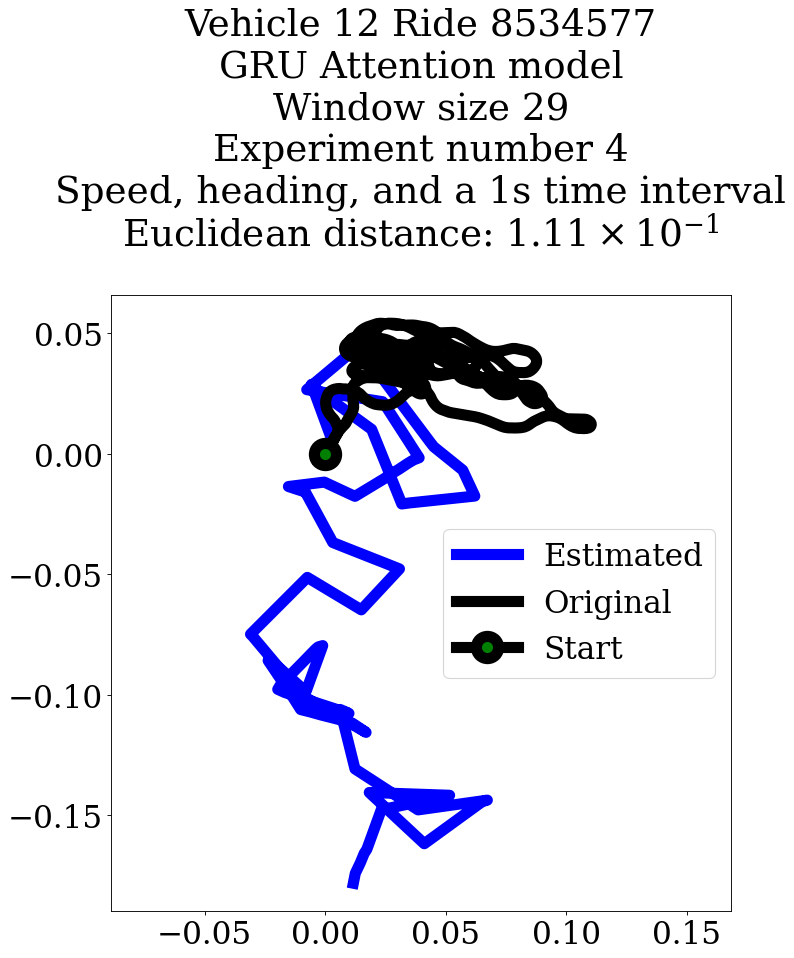 Vehicle 12 Ride 8534577
GRU Attention model
Window size 29
Experiment number 4
Speed, heading, and a 1s time interval
Euclidean distance: 1.11 × 10⁻¹
0.05
0.00
−0.05
−0.10
−0.15
Estimated
Original
Start
−0.05 0.00 0.05 0.10 0.15